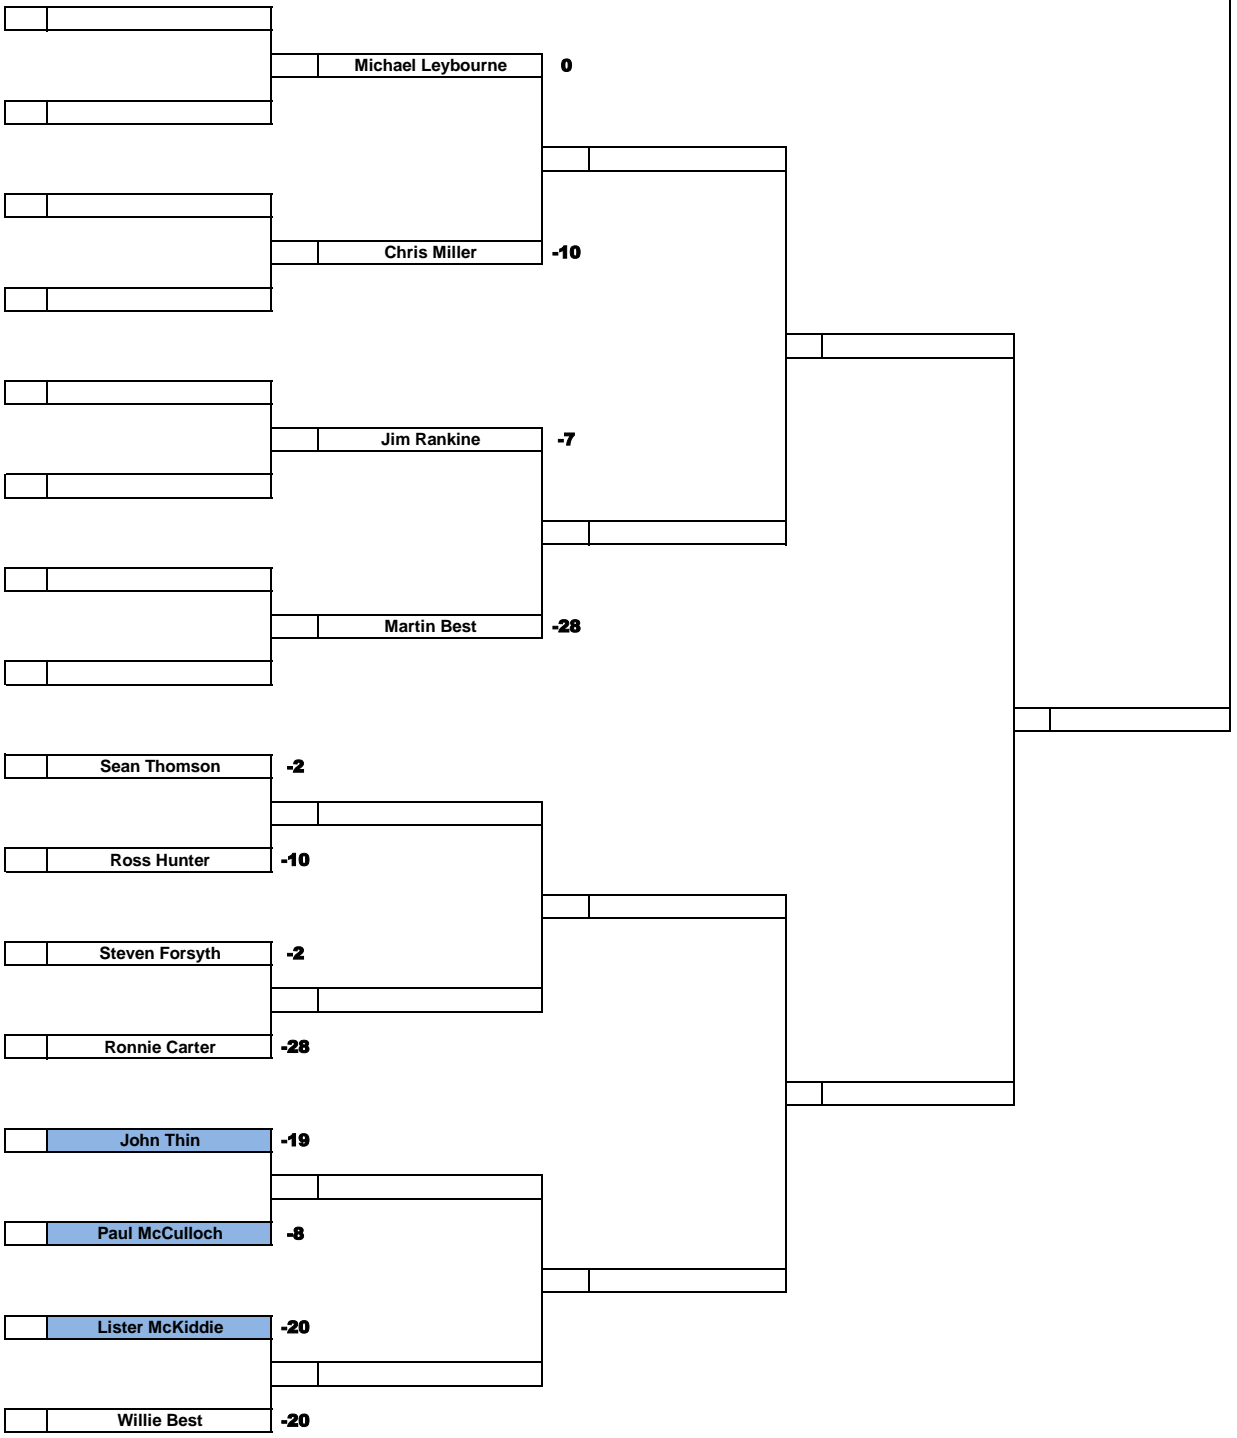 Michael Leybourne 0
Chris Miller -10
Jim Rankine -7
Martin Best -28
Sean Thomson -2
Ross Hunter -10
Steven Forsyth -2
Ronnie Carter -28
John Thin -19
Paul McCulloch -8
Lister McKiddie -20
Willie Best -20